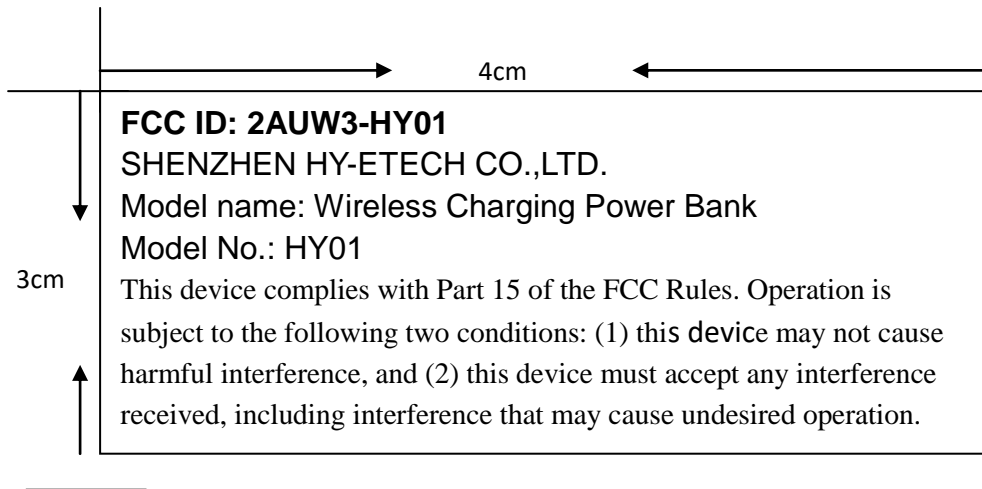 4cm
FCC ID: 2AUW3-HY01
SHENZHEN HY-ETECH CO.,LTD.
Model name: Wireless Charging Power Bank
Model No.: HY01
3cm
This device complies with Part 15 of the FCC Rules. Operation is
subject to the following two conditions: (1) this device may not cause
harmful interference, and (2) this device must accept any interference
received, including interference that may cause undesired operation.